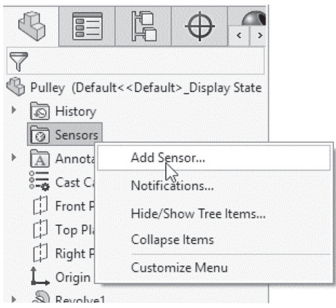 Pulley (Default<<Default>_Display State
History
Sensors
Annota
Add Sensor...
Cast Ca
Notifications...
Front P
Hide/Show Tree Items...
Top Pla
Collapse Items
Right P
Customize Menu
Origin
Revolve1